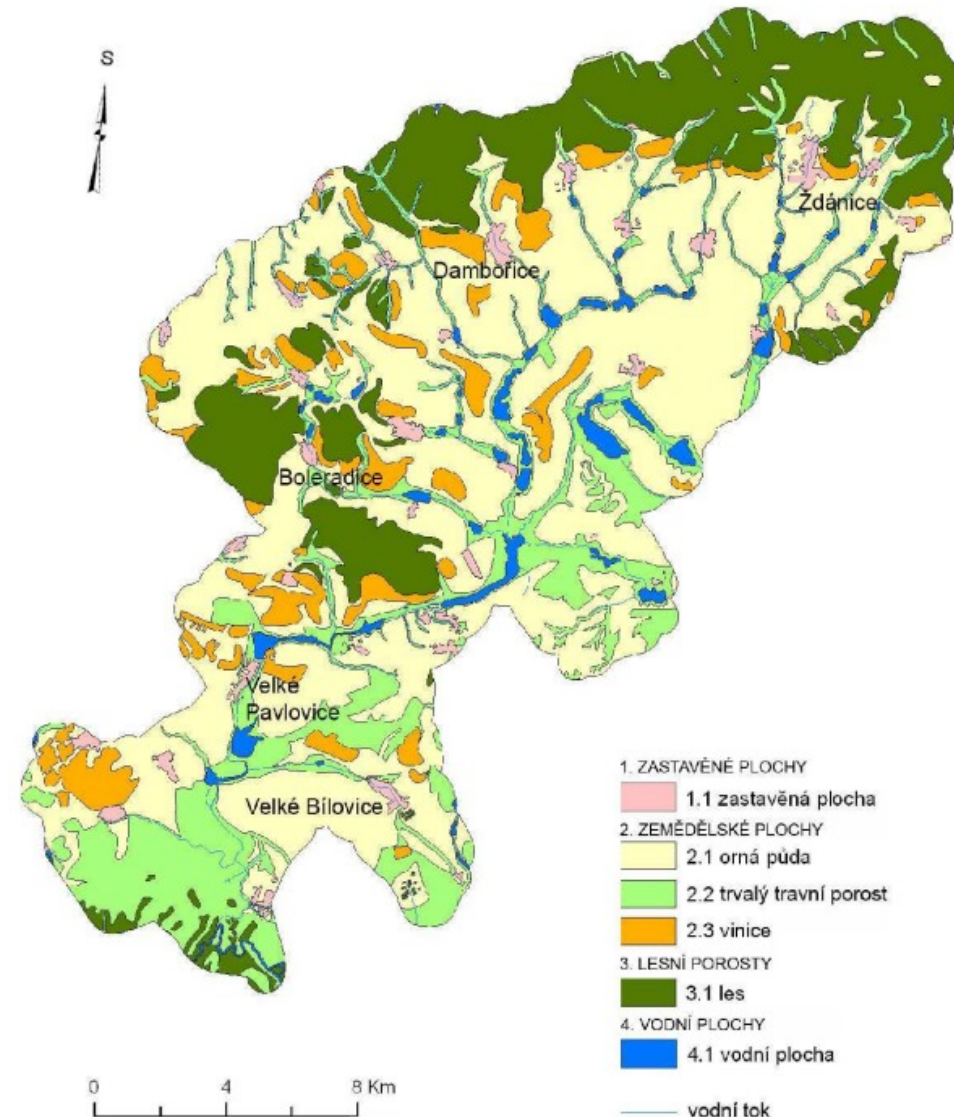 S
Ždánice
Dambořice
Boleradice
Velké
Pavlovice
Velké Bílovice
1. ZASTAVĚNÉ PLOCHY
1.1 zastavěná plocha
2. ZEMĚDĚLSKÉ PLOCHY
2.1 orná půda
2.2 trvalý travní porost
2.3 vinice
3. LESNÍ POROSTY
3.1 les
4. VODNÍ PLOCHY
4.1 vodní plocha
vodní tok
0 4 8 Km